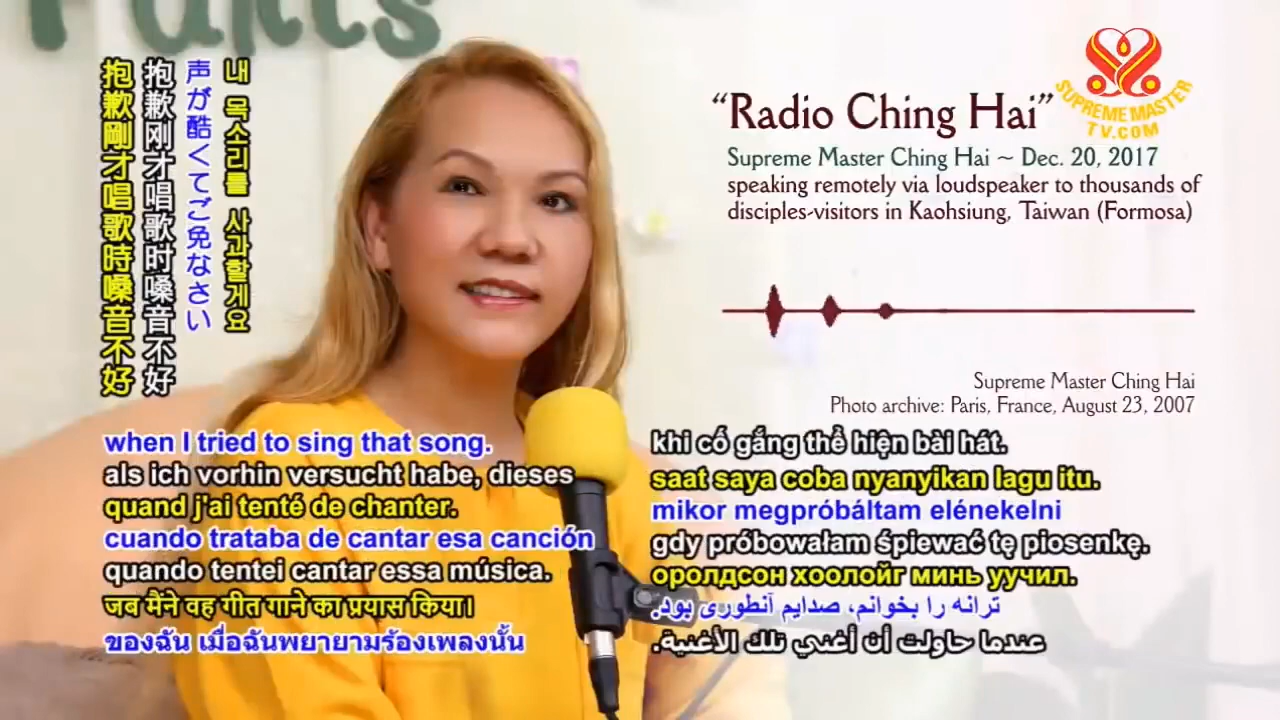 Pants
"Radio Ching Hai"
SUPREME MASTER
TV.COM
Supreme Master Ching Hai ~ Dec. 20, 2017
speaking remotely via loudspeaker to thousands of
disciples-visitors in Kaohsiung, Taiwan (Formosa)
Supreme Master Ching Hai
Photo archive: Paris, France, August 23, 2007
내 목소리를 사과할게요
声が酷くてご免なさい
抱歉刚才唱歌时嗓音不好
抱歉剛才唱歌時嗓音不好
when I tried to sing that song.
als ich vorhin versucht habe, dieses
quand j'ai tenté de chanter.
cuando trataba de cantar esa canción
quando tentei cantar essa música.
जब मैंने वह गीत गाने का प्रयास किया।
ของฉัน เมื่อฉันพยายามร้องเพลงนั้น
khi cố gắng thể hiện bài hát.
saat saya coba nyanyikan lagu itu.
mikor megpróbáltam elénekelni
gdy próbowałam śpiewać tę piosenkę.
оролдсон хоолойг минь уучил.
ترانه را بخوانم، صدایم آنطوری بود.
عندما حاولت أن أغني تلك الأغنية.